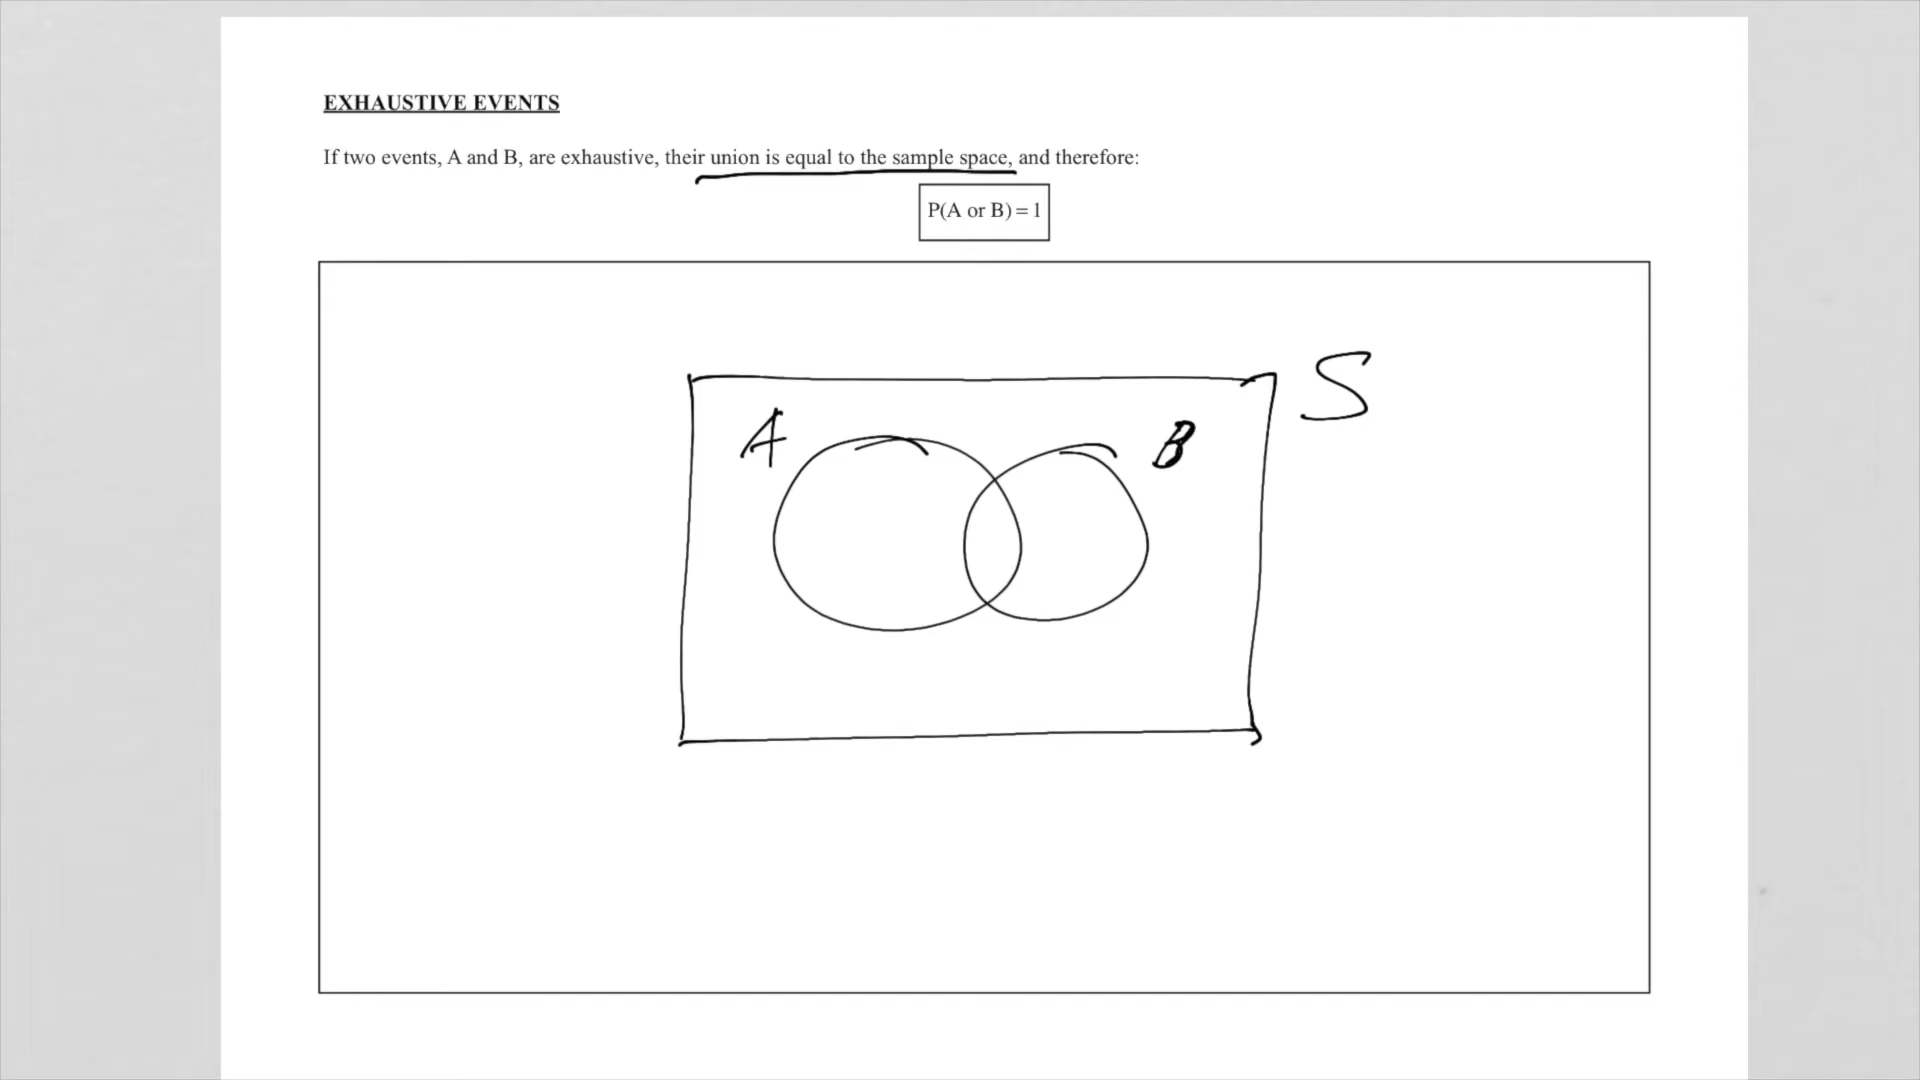 EXHAUSTIVE EVENTS
If two events, A and B, are exhaustive, their union is equal to the sample space, and therefore:
P(A or B) = 1
S
A B